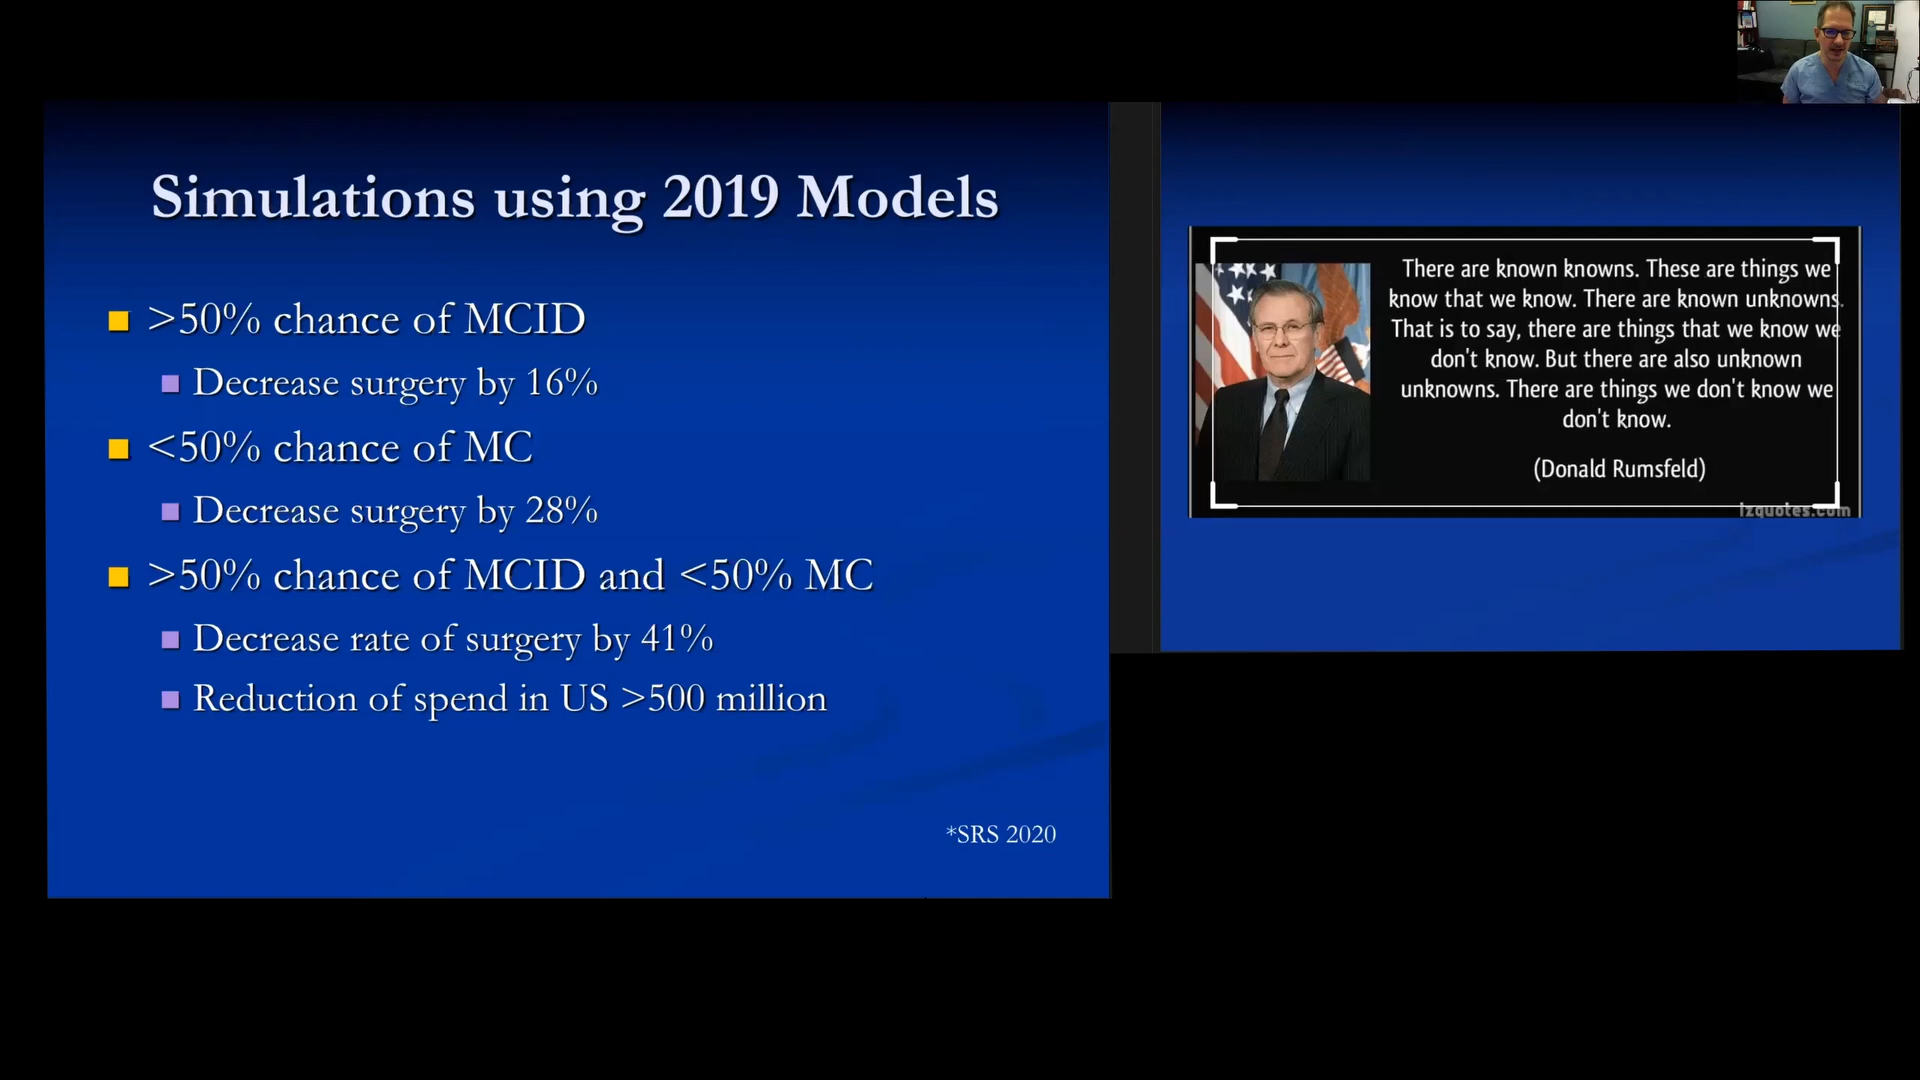 Simulations using 2019 Models
>50% chance of MCID
Decrease surgery by 16%
<50% chance of MC
Decrease surgery by 28%
>50% chance of MCID and <50% MC
Decrease rate of surgery by 41%
Reduction of spend in US >500 million
*SRS 2020
There are known knowns. These are things we
know that we know. There are known unknowns.
That is to say, there are things that we know we
don't know. But there are also unknown
unknowns. There are things we don't know we
don't know.
(Donald Rumsfeld)
izquotes.com